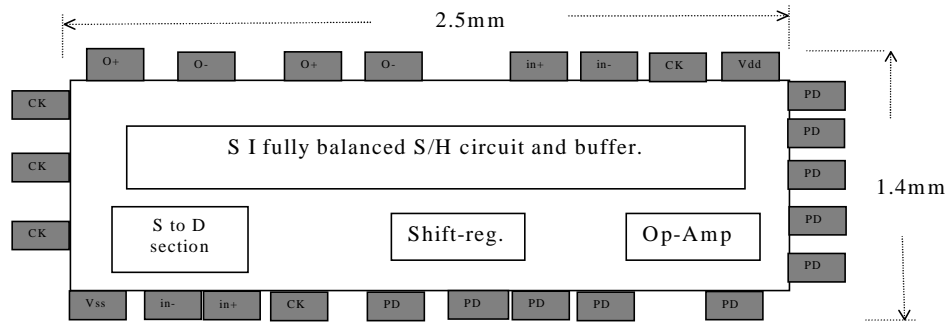 2.5mm
O+ O- O+ O- in+ in- CK Vdd
CK PD
PD
S I fully balanced S/H circuit and buffer.
CK PD
1.4mm
CK PD
S to D
section
Shift-reg.
Op-Amp
PD
Vss in- in+ CK PD PD PD PD PD